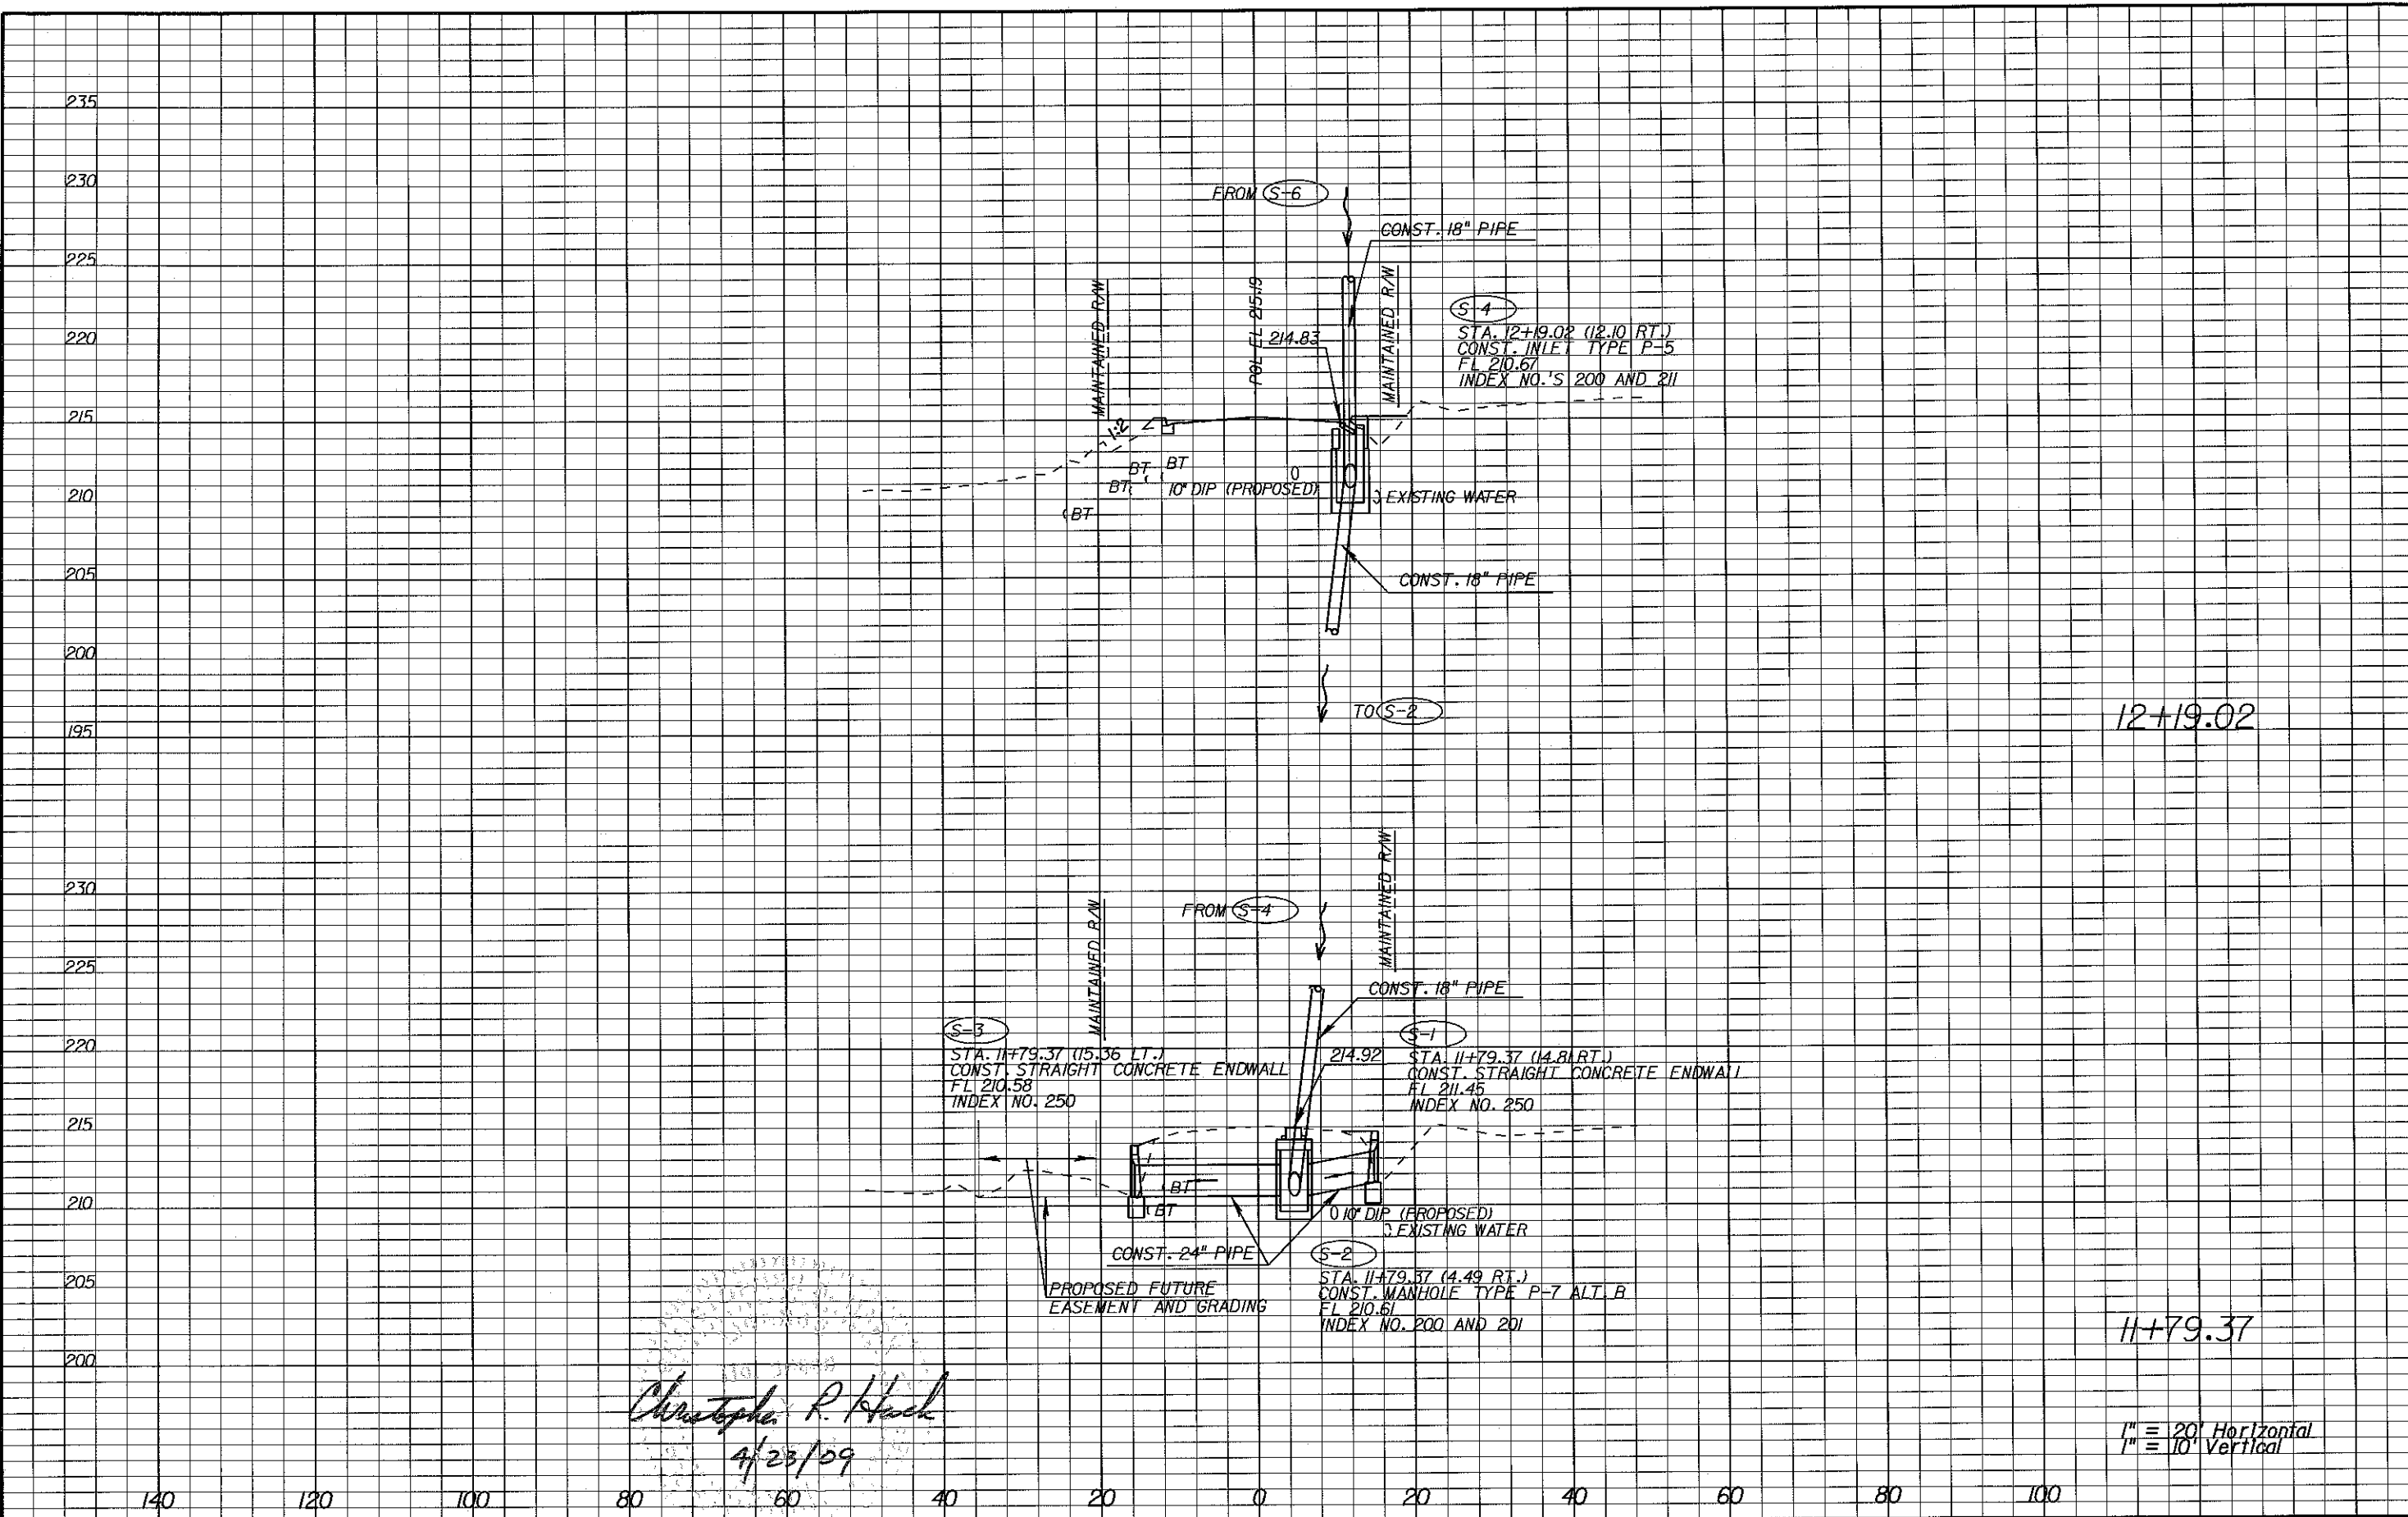 235
230
FROM S-6
CONST. 18" PIPE
225
MAINTAINED R/W
POL EL 215.19
MAINTAINED R/W
S-4
220
214.83
STA. 12+19.02 (12.10 RT.)
CONST. INLET TYPE P-5
FL 210.67
INDEX NO.'S 200 AND 211
215
1:2
BT
BT
BT
10" DIP (PROPOSED)
210
EXISTING WATER
BT
205
CONST. 18" PIPE
200
TO S-2
195
12+19.02
230
MAINTAINED R/W
FROM S-4
MAINTAINED R/W
225
CONST. 18" PIPE
220
S-3
STA. 11+79.37 (15.36 LT.)
CONST. STRAIGHT CONCRETE ENDWALL
FL 210.58
INDEX NO. 250
214.92
S-1
STA. 11+79.37 (14.81 RT.)
CONST. STRAIGHT CONCRETE ENDWALL
FL 211.45
INDEX NO. 250
215
BT
210
BT
10" DIP (PROPOSED)
EXISTING WATER
CONST. 24" PIPE
S-2
STA. 11+79.37 (4.49 RT.)
CONST. MANHOLE TYPE P-7 ALT. B
FL 210.61
INDEX NO. 200 AND 201
205
PROPOSED FUTURE
EASEMENT AND GRADING
11+79.37
200
Christopher R. Hack
4/23/09
1" = 20' Horizontal
1" = 10' Vertical
140 120 100 80 60 40 20 0 20 40 60 80 100